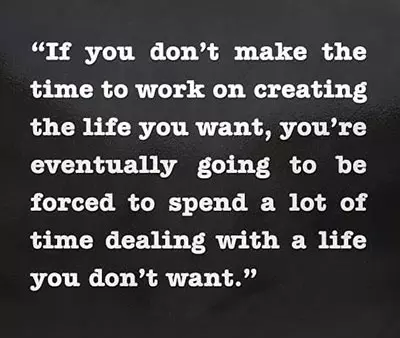 “If you don’t make the
time to work on creating
the life you want, you’re
eventually going to be
forced to spend a lot of
time dealing with a life
you don’t want.”